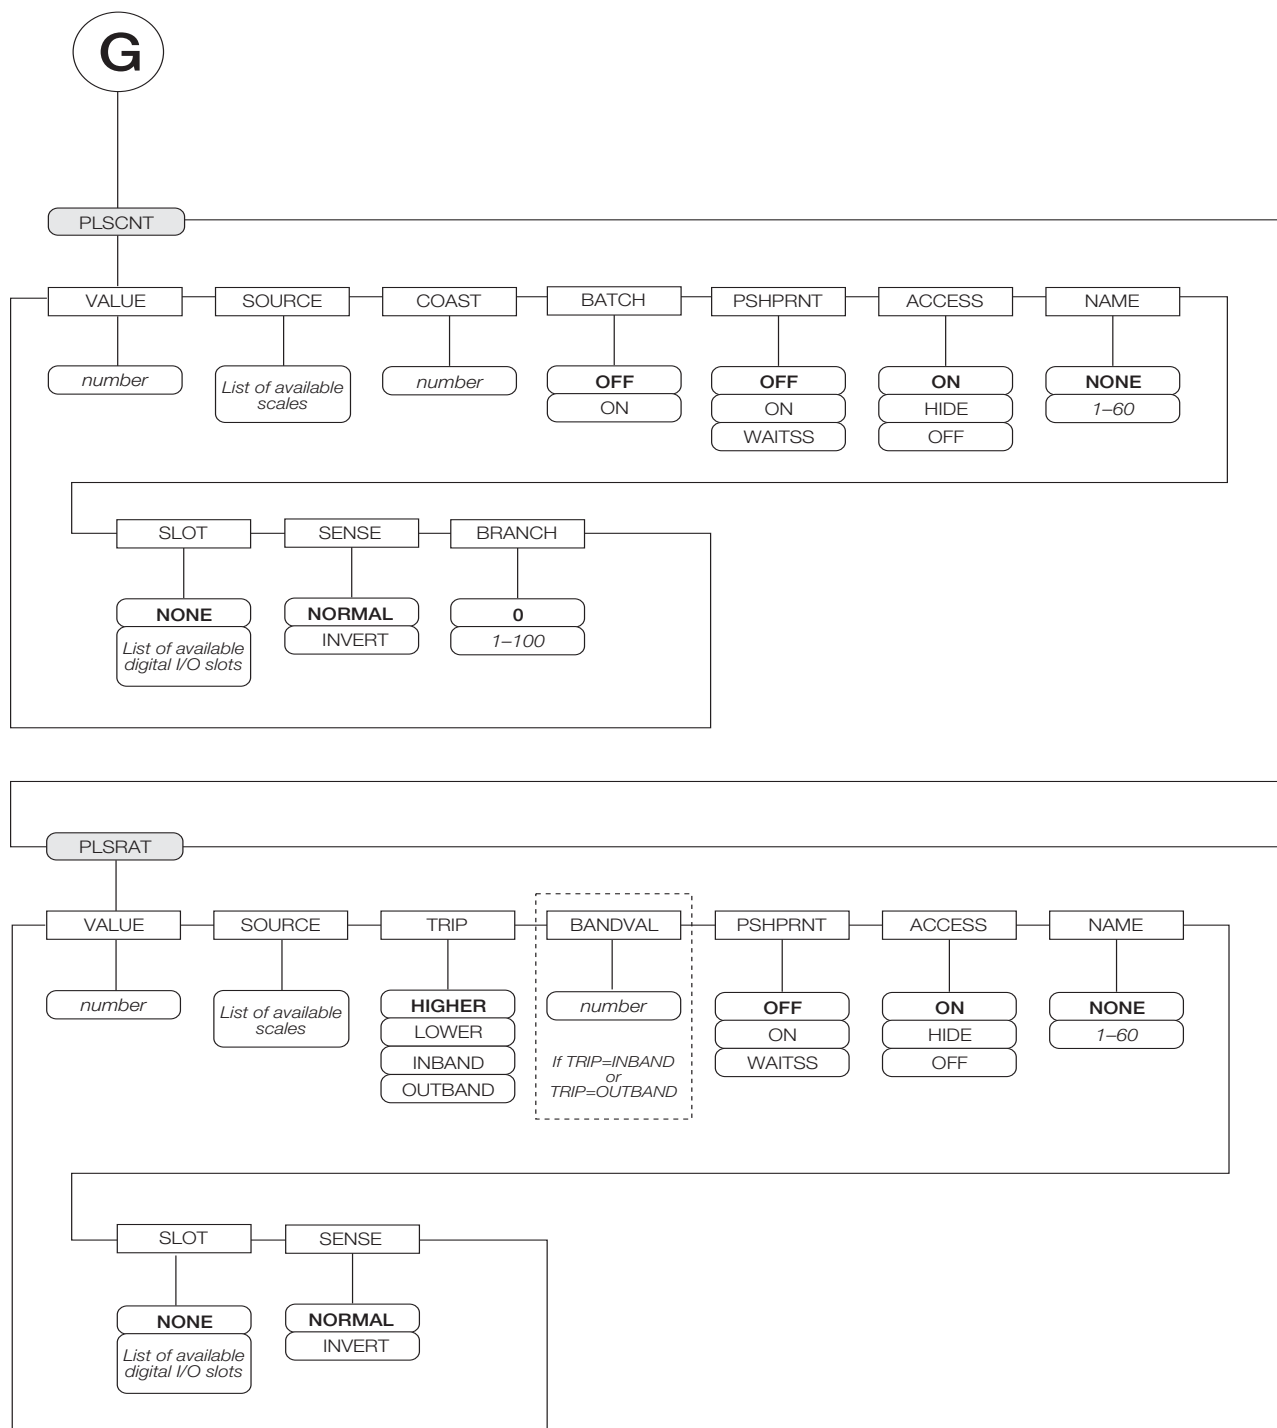 G
PLSCNT
VALUE
SOURCE
COAST
BATCH
PSHPRNT
ACCESS
NAME
number
List of available
scales
number
OFF
ON
OFF
ON
WAITSS
ON
HIDE
OFF
NONE
1–60
SLOT
SENSE
BRANCH
NONE
List of available
digital I/O slots
NORMAL
INVERT
0
1–100
PLSRAT
VALUE
SOURCE
TRIP
BANDVAL
PSHPRNT
ACCESS
NAME
number
List of available
scales
HIGHER
LOWER
INBAND
OUTBAND
number
If TRIP=INBAND
or
TRIP=OUTBAND
OFF
ON
WAITSS
ON
HIDE
OFF
NONE
1–60
SLOT
SENSE
NONE
List of available
digital I/O slots
NORMAL
INVERT